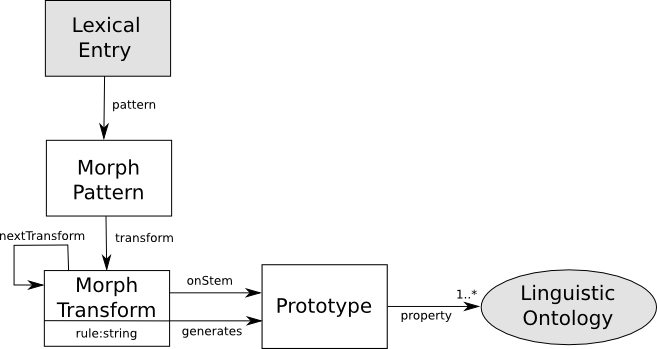 Lexical
Entry
pattern
Morph
Pattern
nextTransform
transform
Morph
Transform
rule:string
onStem
generates
Prototype
1..*
property
Linguistic
Ontology